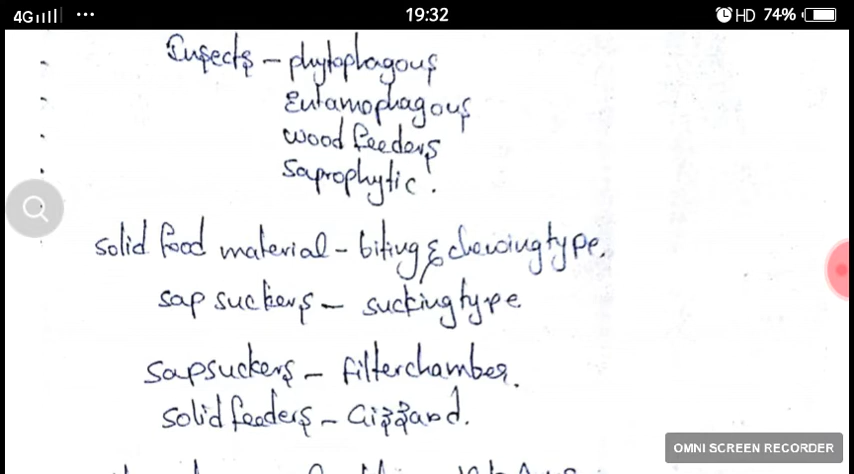 4G 19:32 HD 74%
Insects – phytophagous
Entamophagous
wood feeders
Saprophytic.
solid food material – biting & chewing type.
sap suckers – sucking type
sapsuckers – filterchamber.
solid feeders – Gizzard.
OMNI SCREEN RECORDER